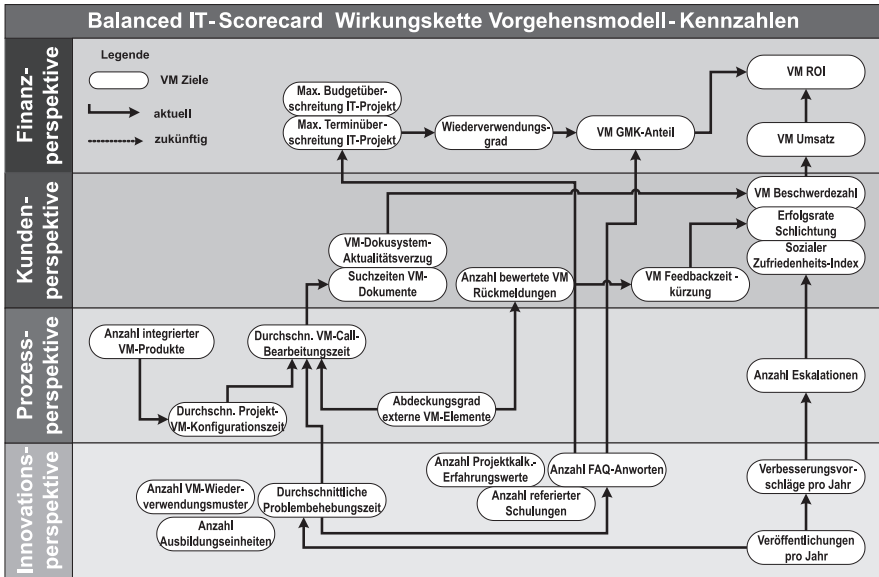 Balanced IT-Scorecard Wirkungskette Vorgehensmodell-Kennzahlen
Finanz-
perspektive
Legende
VM Ziele
aktuell
zukünftig
Max. Budgetüber-
schreitung IT-Projekt
Max. Terminüber-
schreitung IT-Projekt
Wiederverwendungs-
grad
VM GMK-Anteil
VM ROI
VM Umsatz
Kunden-
perspektive
VM Beschwerdezahl
Erfolgsrate
Schlichtung
Sozialer
Zufriedenheits-Index
VM-Dokusystem-
Aktualitätsverzug
Suchzeiten VM-
Dokumente
Anzahl bewertete VM
Rückmeldungen
VM Feedbackzeit -
kürzung
Prozess-
perspektive
Anzahl integrierter
VM-Produkte
Durchschn. VM-Call-
Bearbeitungszeit
Durchschn. Projekt-
VM-Konfigurationszeit
Abdeckungsgrad
externe VM-Elemente
Anzahl Eskalationen
Innovations-
perspektive
Anzahl VM-Wieder-
verwendungsmuster
Anzahl
Ausbildungseinheiten
Durchschnittliche
Problembehebungszeit
Anzahl Projektkalk.-
Erfahrungswerte
Anzahl referierter
Schulungen
Anzahl FAQ-Anworten
Verbesserungsvor-
schläge pro Jahr
Veröffentlichungen
pro Jahr